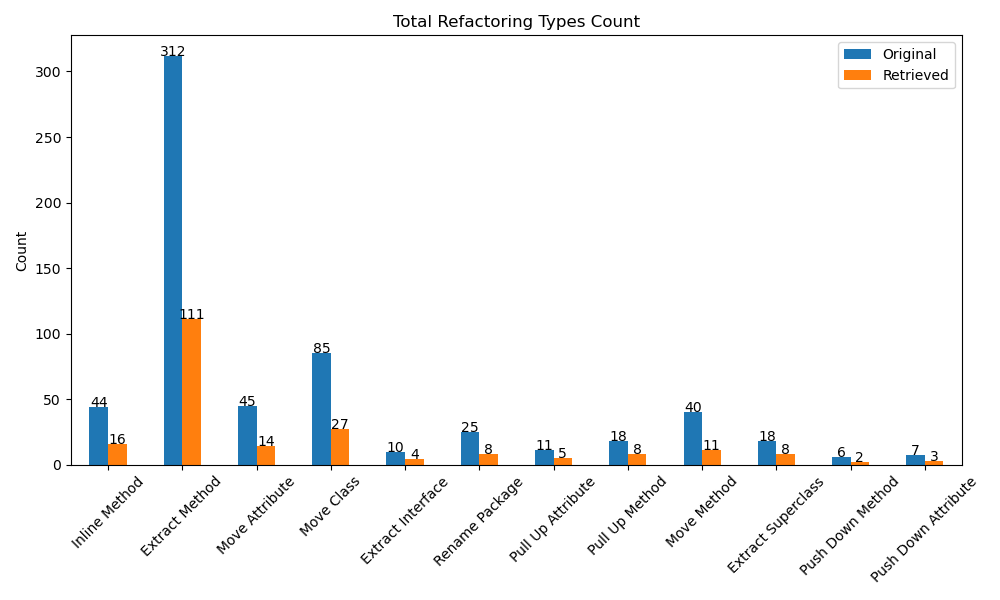 Total Refactoring Types Count
Original
Retrieved
Count
300
250
200
150
100
50
0
44
16
312
111
45
14
85
27
10
4
25
8
11
5
18
8
40
11
18
8
6
2
7
3
Inline Method
Extract Method
Move Attribute
Move Class
Extract Interface
Rename Package
Pull Up Attribute
Pull Up Method
Move Method
Extract Superclass
Push Down Method
Push Down Attribute